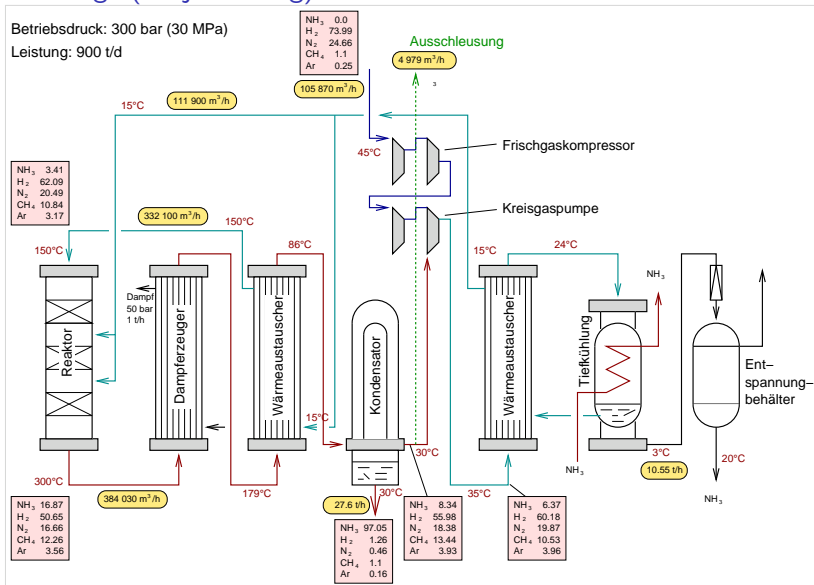 Betriebsdruck: 300 bar (30 MPa)
Leistung: 900 t/d
NH3 0.0
H2 73.99
N2 24.66
CH4 1.1
Ar 0.25
Ausschleusung
4 979 m3/h
3
105 870 m3/h
111 900 m3/h
15°C
45°C
Frischgaskompressor
Kreisgaspumpe
NH3 3.41
H2 62.09
N2 20.49
CH4 10.84
Ar 3.17
332 100 m3/h
150°C
150°C
86°C
15°C
24°C
NH3
Dampf
50 bar
1 t/h
Reaktor
Dampferzeuger
Wärmeaustauscher
Kondensator
Wärmeaustauscher
Tiefkühlung
Ent–
spannung–
behälter
15°C
30°C
3°C
300°C
384 030 m3/h
179°C
27.6 t/h
30°C
35°C
NH3
10.55 t/h
20°C
NH3
NH3 16.87
H2 50.65
N2 16.66
CH4 12.26
Ar 3.56
NH3 97.05
H2 1.26
N2 0.46
CH4 1.1
Ar 0.16
NH3 8.34
H2 55.98
N2 18.38
CH4 13.44
Ar 3.93
NH3 6.37
H2 60.18
N2 19.87
CH4 10.53
Ar 3.96